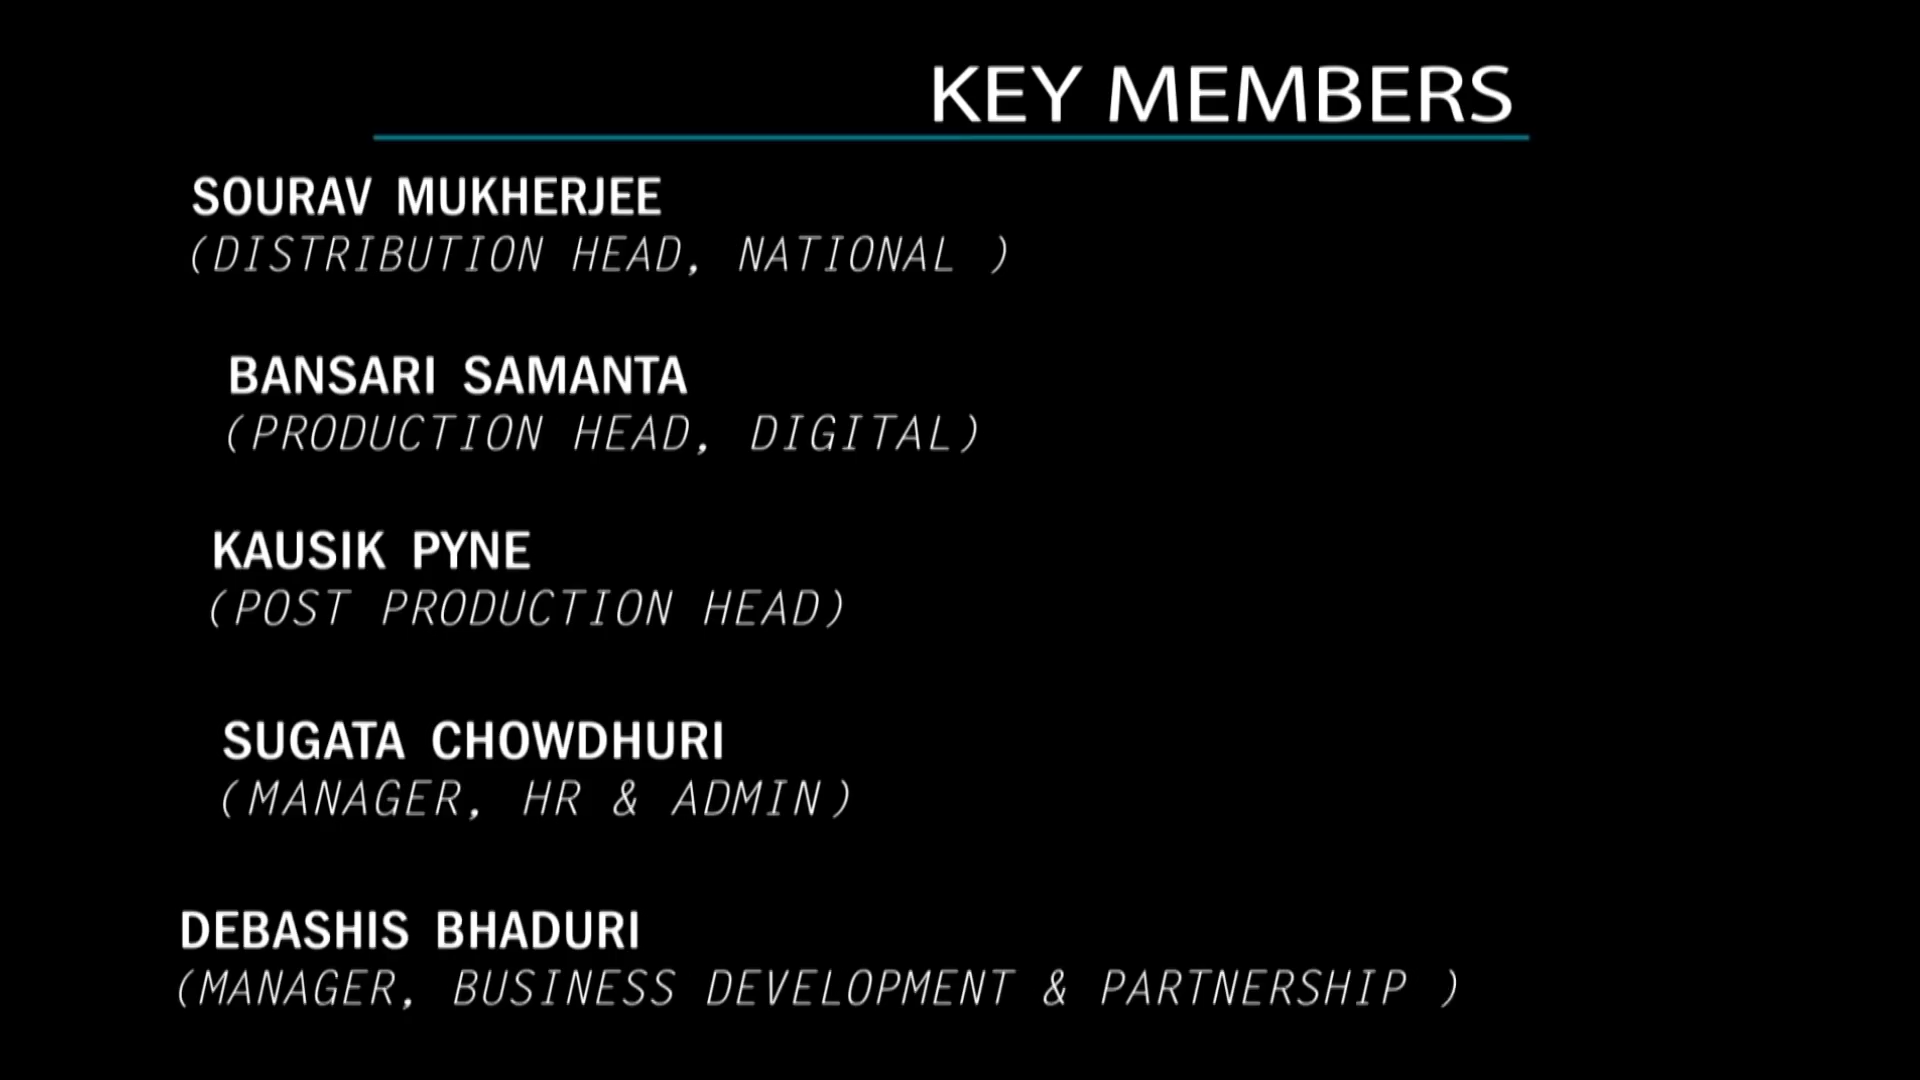 KEY MEMBERS
SOURAV MUKHERJEE
(DISTRIBUTION HEAD, NATIONAL )
BANSARI SAMANTA
(PRODUCTION HEAD, DIGITAL)
KAUSIK PYNE
(POST PRODUCTION HEAD)
SUGATA CHOWDHURI
(MANAGER, HR & ADMIN)
DEBASHIS BHADURI
(MANAGER, BUSINESS DEVELOPMENT & PARTNERSHIP )